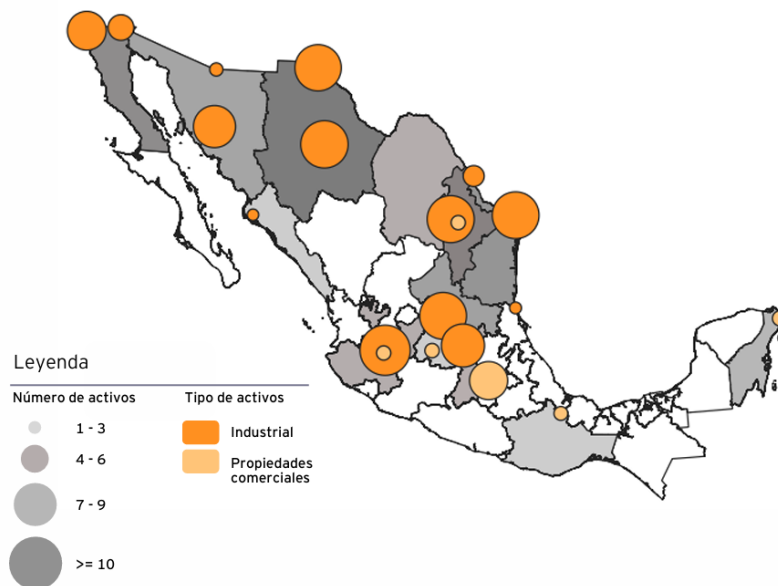 Leyenda
Número de activos
Tipo de activos
1 - 3
4 - 6
7 - 9
>= 10
Industrial
Propiedades
comerciales